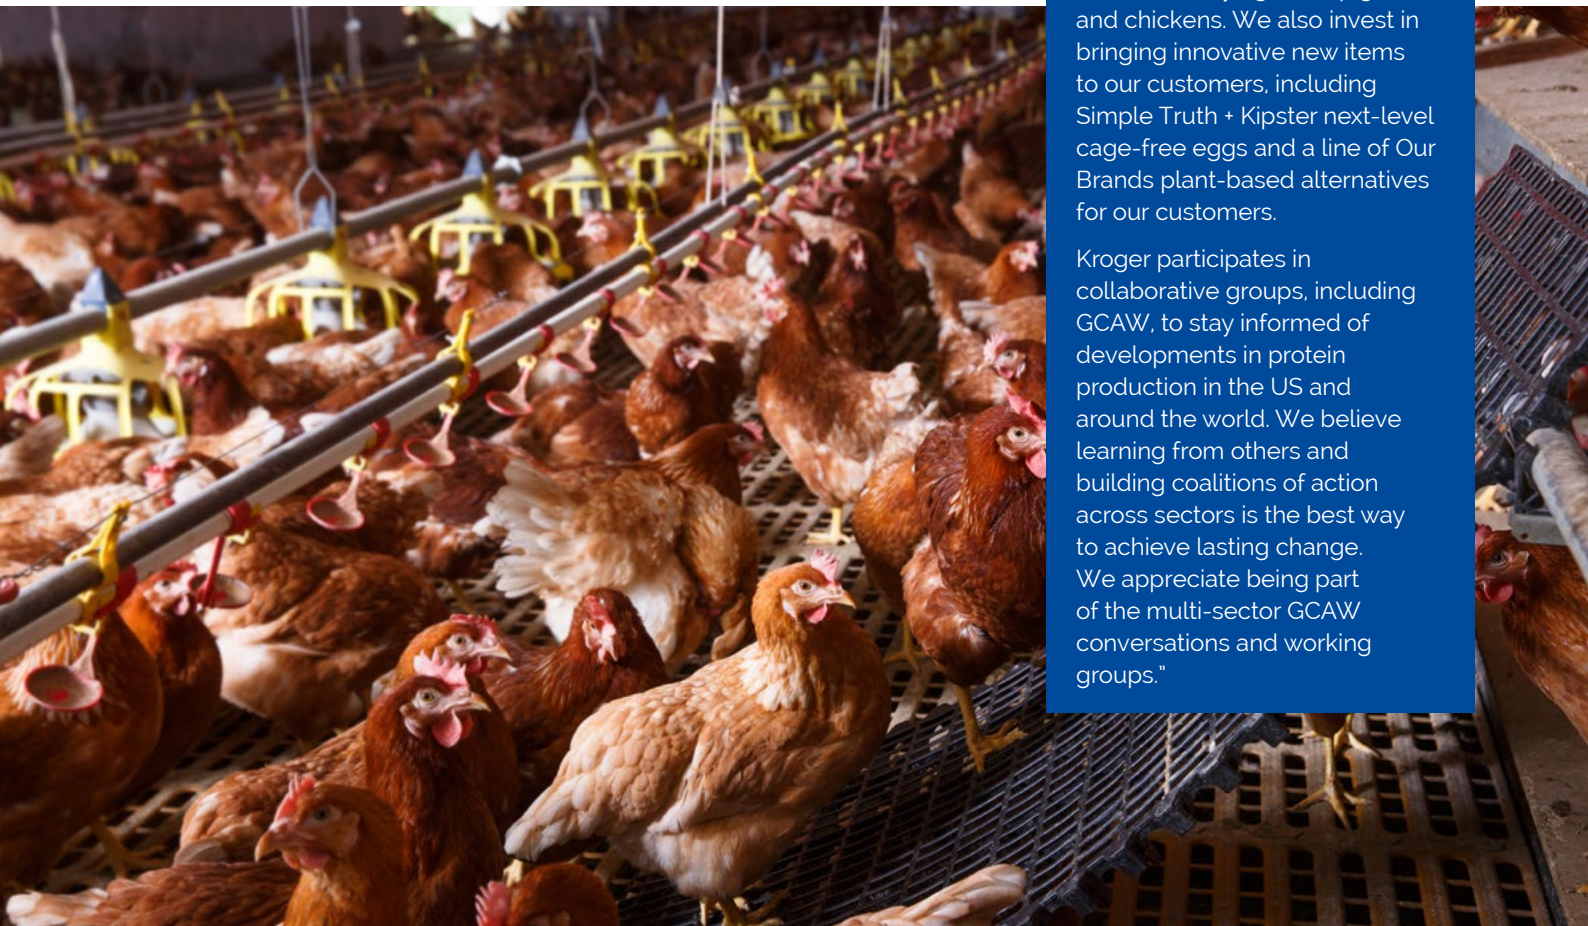 and chickens. We also invest in
bringing innovative new items
to our customers, including
Simple Truth + Kipster next-level
cage-free eggs and a line of Our
Brands plant-based alternatives
for our customers.
Kroger participates in
collaborative groups, including
GCAW, to stay informed of
developments in protein
production in the US and
around the world. We believe
learning from others and
building coalitions of action
across sectors is the best way
to achieve lasting change.
We appreciate being part
of the multi-sector GCAW
conversations and working
groups.”